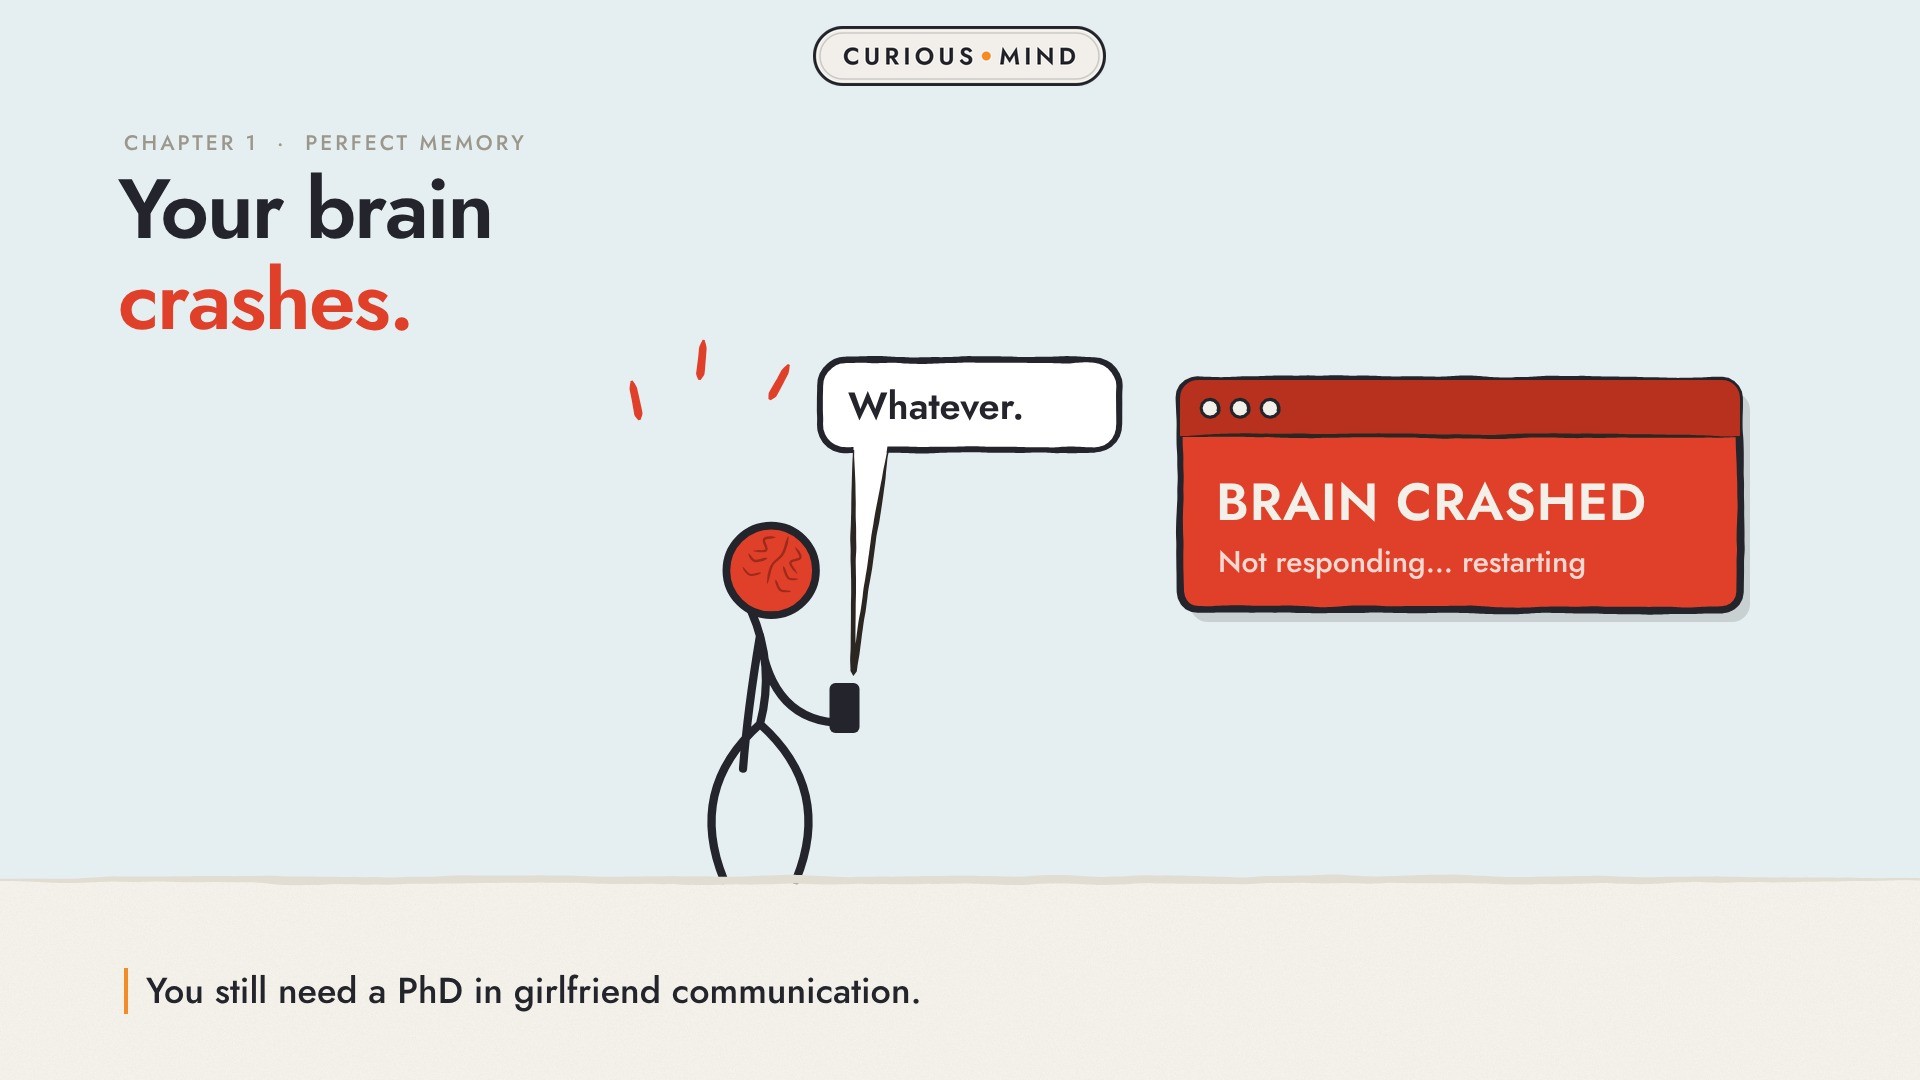 CURIOUS•MIND
CHAPTER 1 · PERFECT MEMORY
Your brain
crashes.
Whatever.
BRAIN CRASHED
Not responding... restarting
You still need a PhD in girlfriend communication.